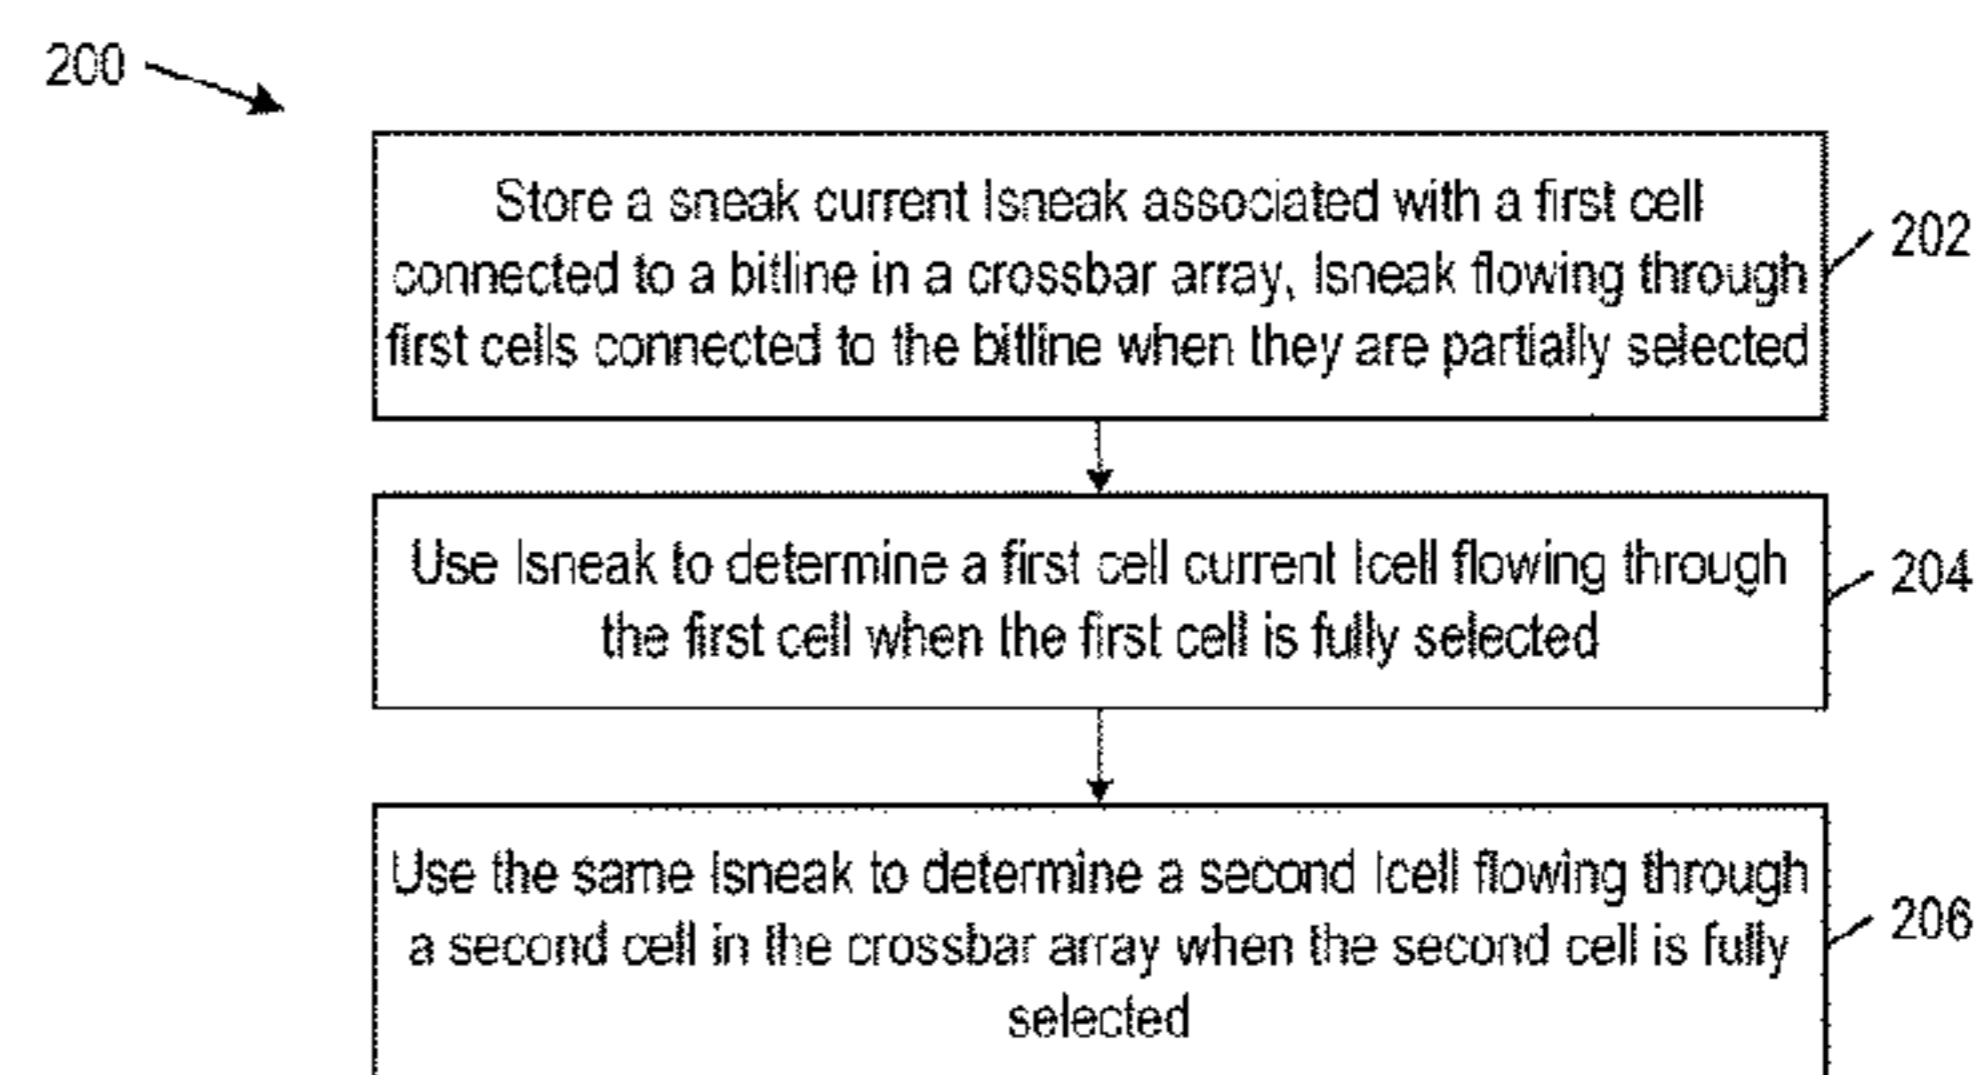 200
Store a sneak current Isneak associated with a first cell
connected to a bitline in a crossbar array, Isneak flowing through
first cells connected to the bitline when they are partially selected
202
Use Isneak to determine a first cell current Icell flowing through
the first cell when the first cell is fully selected
204
Use the same Isneak to determine a second Icell flowing through
a second cell in the crossbar array when the second cell is fully
selected
206